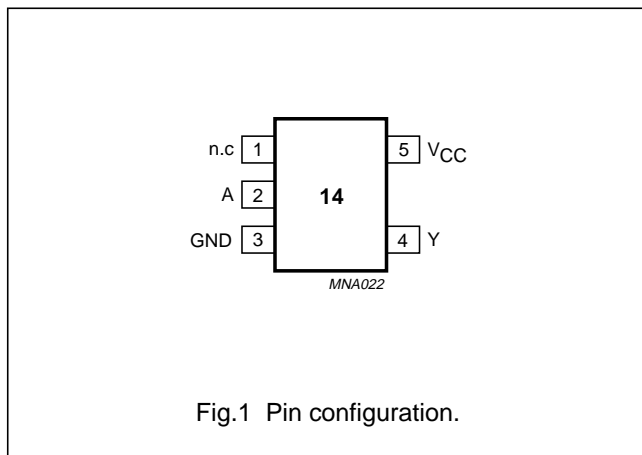 n.c 1 5 VCC
A 2 14
GND 3 4 Y
MNA022
Fig.1 Pin configuration.